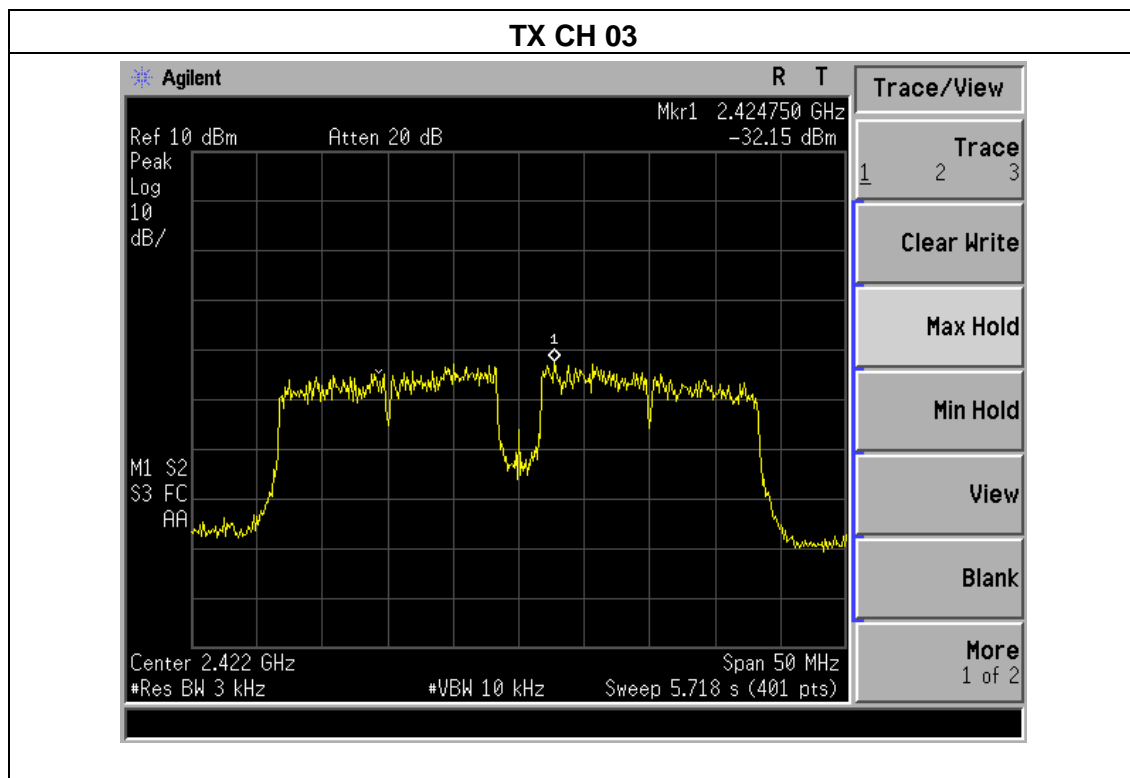 TX CH 03
Agilent R T
Mkr1 2.424750 GHz
Ref 10 dBm Atten 20 dB -32.15 dBm
Peak
Log
10
dB/
1
M1 S2
S3 FC
AA
Center 2.422 GHz Span 50 MHz
#Res BW 3 kHz #VBW 10 kHz Sweep 5.718 s (401 pts)
Trace/View
Trace
1 2 3
Clear Write
Max Hold
Min Hold
View
Blank
More
1 of 2